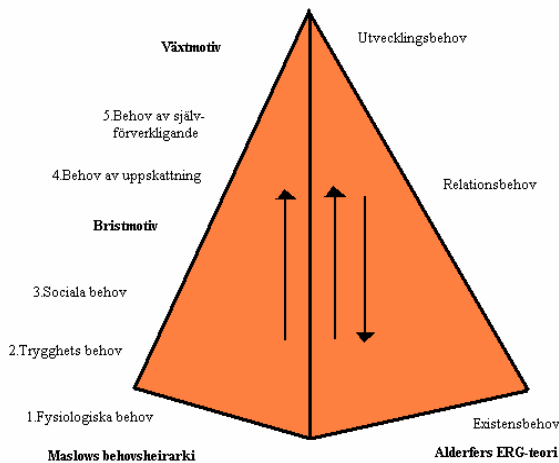 Växtmotiv
5.Behov av själv-
förverkligande
4.Behov av uppskattning
Bristmotiv
3.Sociala behov
2.Trygghets behov
1.Fysiologiska behov
Maslows behovsheirarki
Utvecklingsbehov
Relationsbehov
Existensbehov
Alderfers ERG-teori